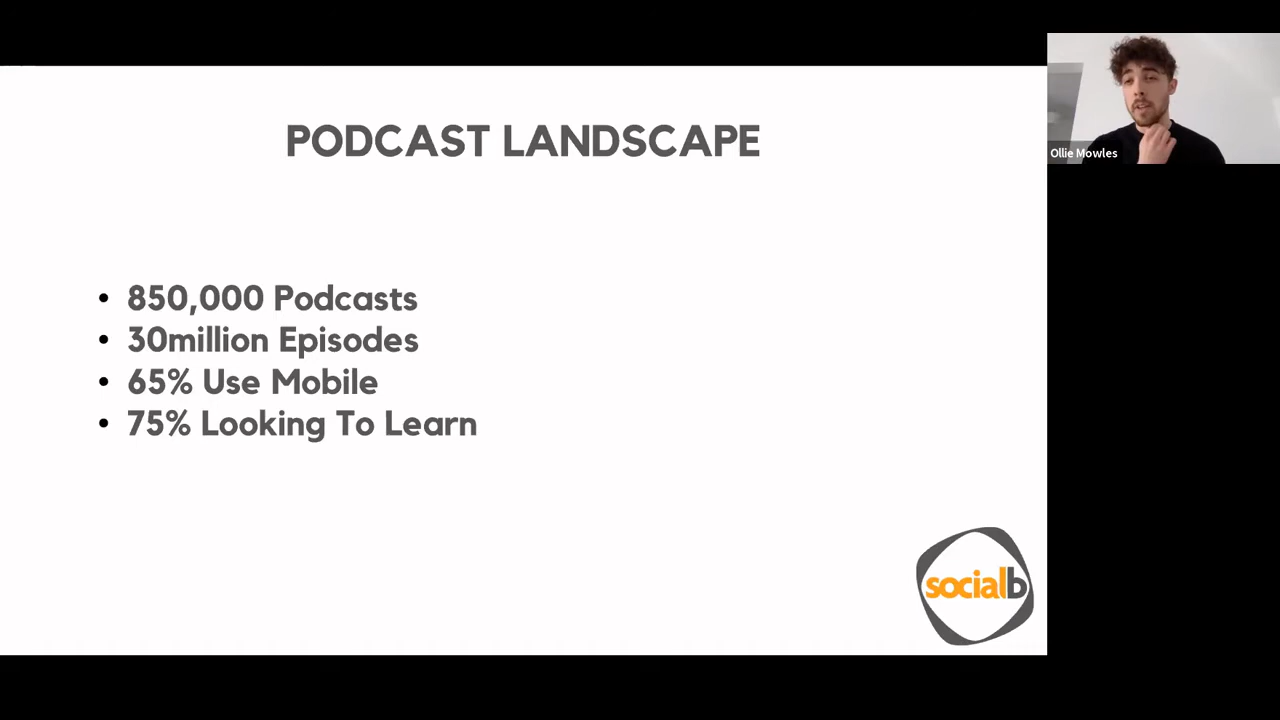 PODCAST LANDSCAPE
Ollie Mowles
• 850,000 Podcasts
• 30million Episodes
• 65% Use Mobile
• 75% Looking To Learn
socialb